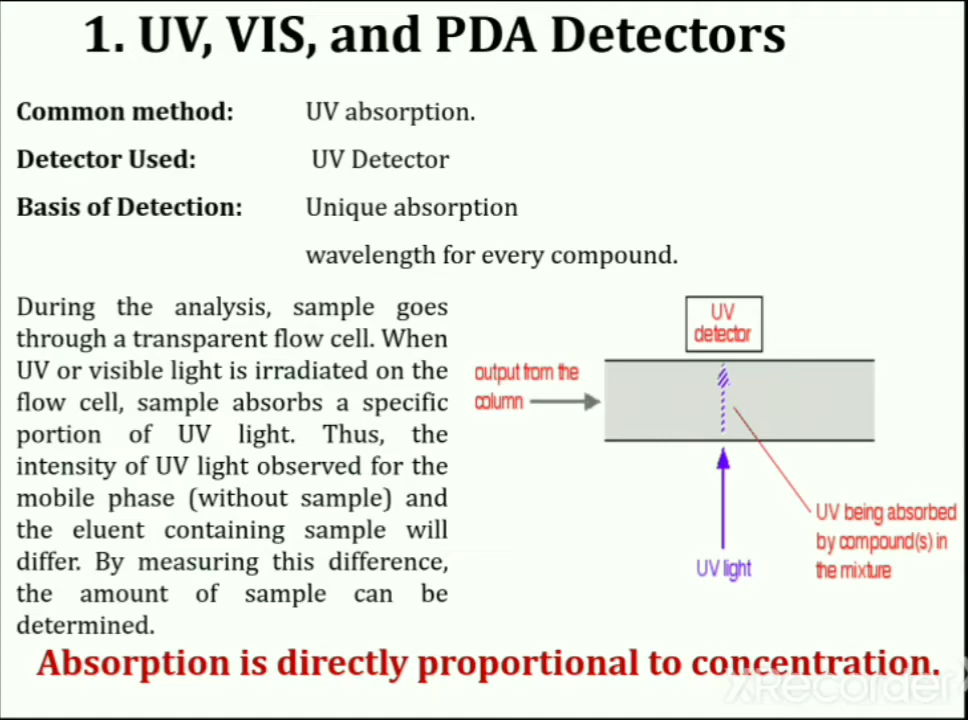 1. UV, VIS, and PDA Detectors
Common method: UV absorption.
Detector Used: UV Detector
Basis of Detection: Unique absorption
wavelength for every compound.
During the analysis, sample goes
through a transparent flow cell. When
UV or visible light is irradiated on the
flow cell, sample absorbs a specific
portion of UV light. Thus, the
intensity of UV light observed for the
mobile phase (without sample) and
the eluent containing sample will
differ. By measuring this difference,
the amount of sample can be
determined.
UV
detector
output from the
column
UV light
UV being absorbed
by compound(s) in
the mixture
Absorption is directly proportional to concentration.
XRecorder